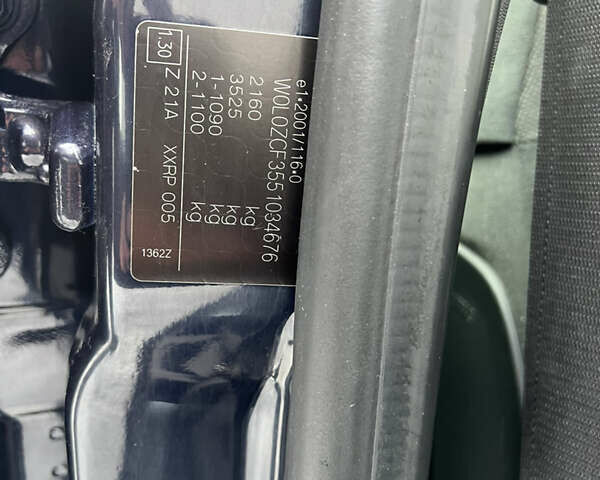 e1*2001/116*0
W0L0ZCF3551034676
2160 kg
3525 kg
1-1090 kg
2-1100 kg
1.30 Z 21A XXRP 005
1362Z